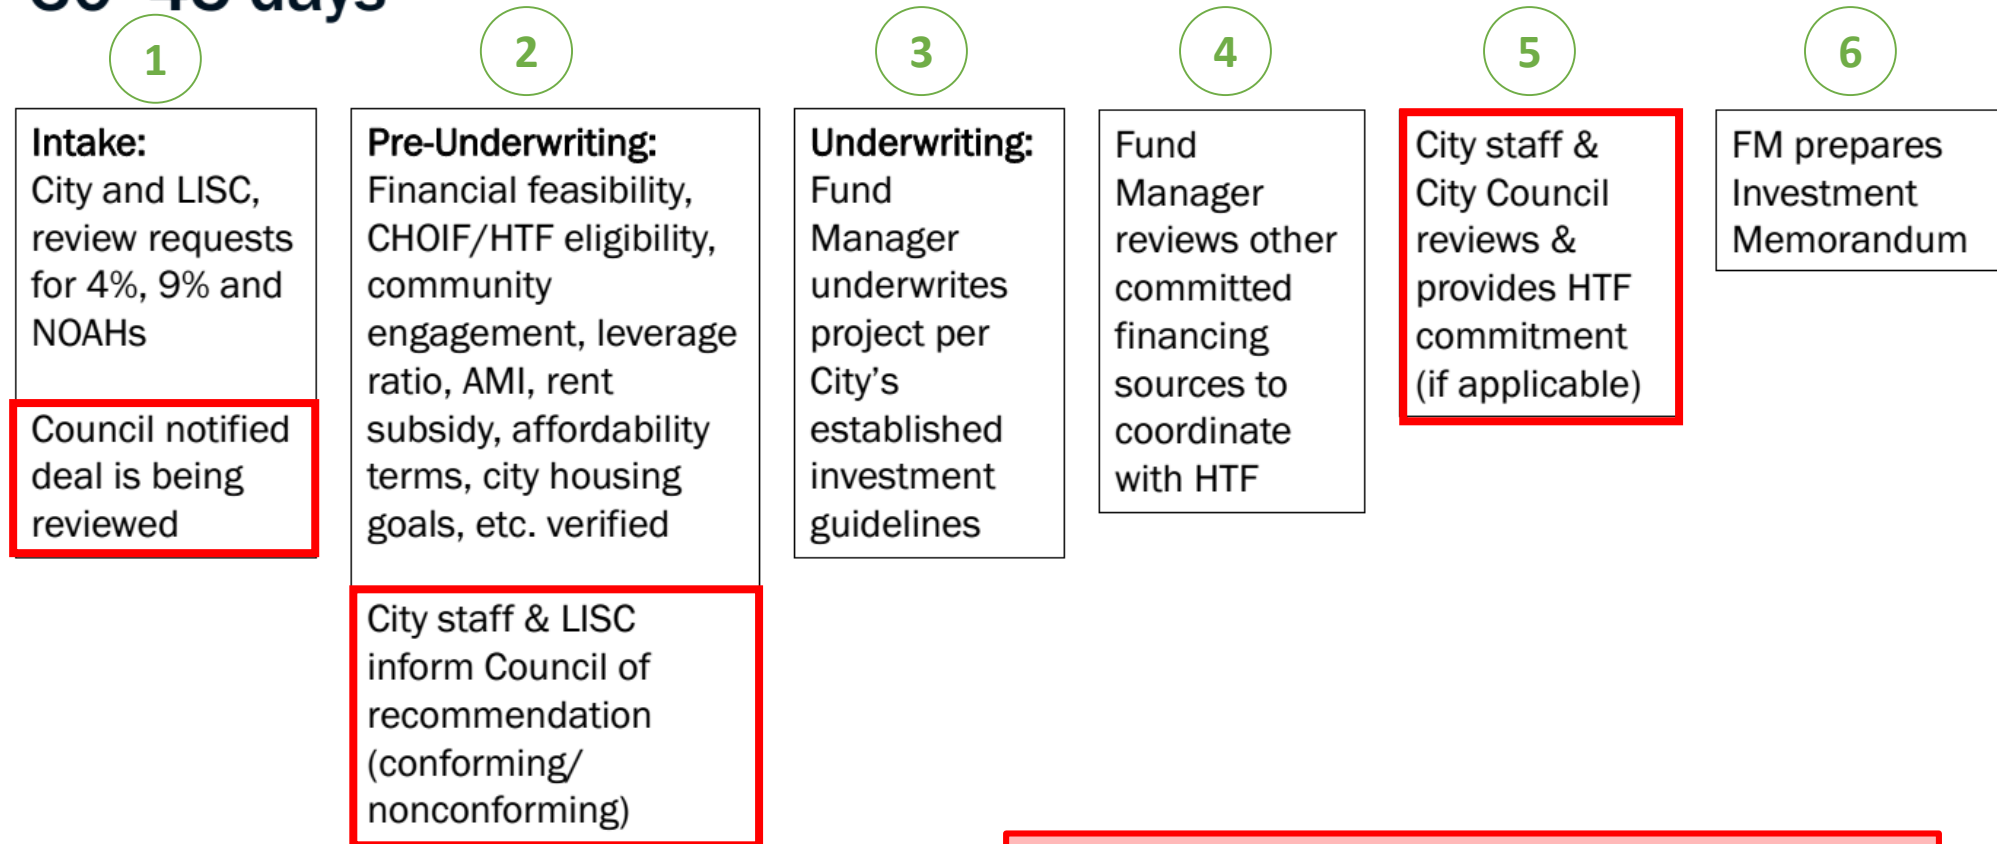 days
1
2
3
4
5
6
Intake:
City and LISC,
review requests
for 4%, 9% and
NOAHs
Council notified
deal is being
reviewed
Pre-Underwriting:
Financial feasibility,
CHOIF/HTF eligibility,
community
engagement, leverage
ratio, AMI, rent
subsidy, affordability
terms, city housing
goals, etc. verified
City staff & LISC
inform Council of
recommendation
(conforming/
nonconforming)
Underwriting:
Fund
Manager
underwrites
project per
City’s
established
investment
guidelines
Fund
Manager
reviews other
committed
financing
sources to
coordinate
with HTF
City staff &
City Council
reviews &
provides HTF
commitment
(if applicable)
FM prepares
Investment
Memorandum